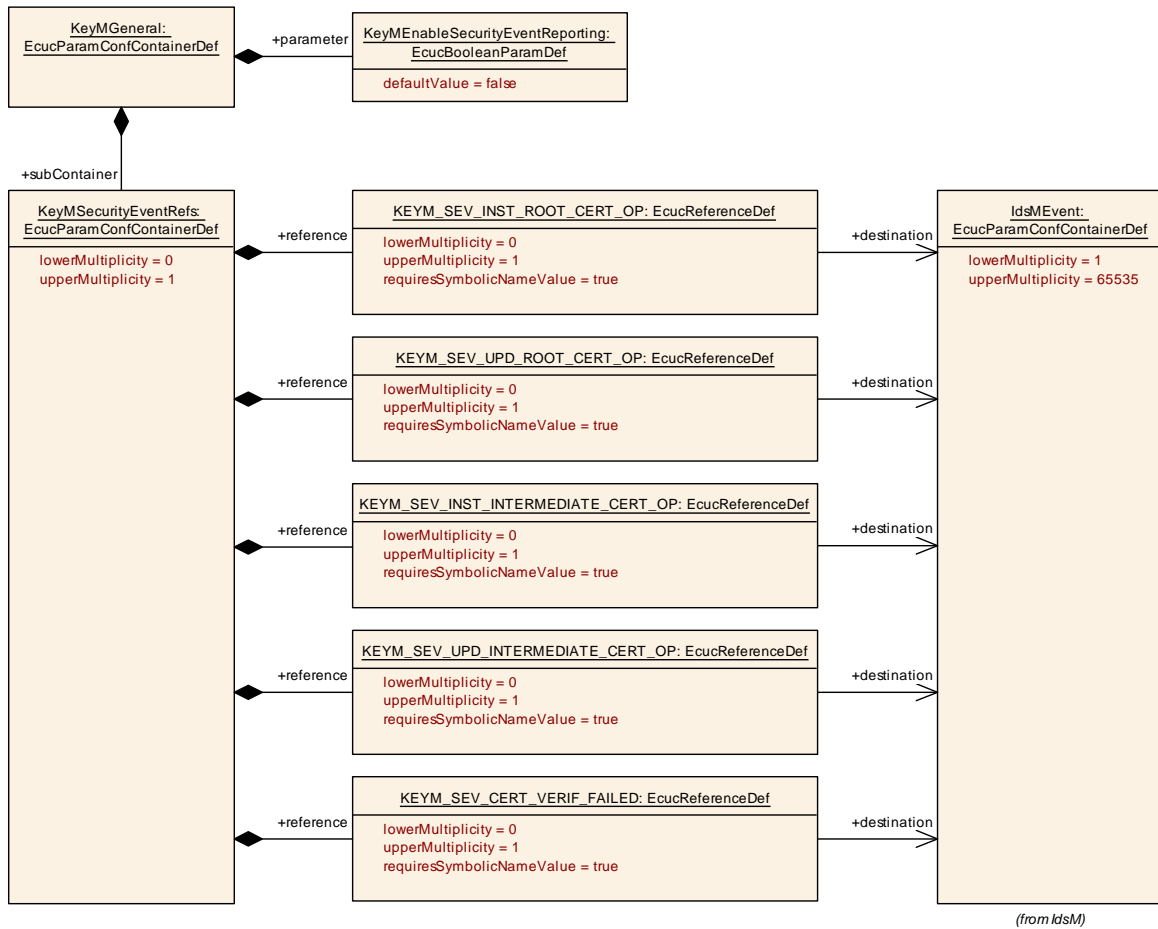 KeyMGeneral:
EcucParamConfContainerDef
+parameter
KeyMEnableSecurityEventReporting:
EcucBooleanParamDef
defaultValue = false
+subContainer
KeyMSecurityEventRefs:
EcucParamConfContainerDef
lowerMultiplicity = 0
upperMultiplicity = 1
+reference
KEYM_SEV_INST_ROOT_CERT_OP: EcucReferenceDef
lowerMultiplicity = 0
upperMultiplicity = 1
requiresSymbolicNameValue = true
+destination
IdsMEvent:
EcucParamConfContainerDef
lowerMultiplicity = 1
upperMultiplicity = 65535
+reference
KEYM_SEV_UPD_ROOT_CERT_OP: EcucReferenceDef
lowerMultiplicity = 0
upperMultiplicity = 1
requiresSymbolicNameValue = true
+destination
+reference
KEYM_SEV_INST_INTERMEDIATE_CERT_OP: EcucReferenceDef
lowerMultiplicity = 0
upperMultiplicity = 1
requiresSymbolicNameValue = true
+destination
+reference
KEYM_SEV_UPD_INTERMEDIATE_CERT_OP: EcucReferenceDef
lowerMultiplicity = 0
upperMultiplicity = 1
requiresSymbolicNameValue = true
+destination
+reference
KEYM_SEV_CERT_VERIF_FAILED: EcucReferenceDef
lowerMultiplicity = 0
upperMultiplicity = 1
requiresSymbolicNameValue = true
+destination
(from IdsM)